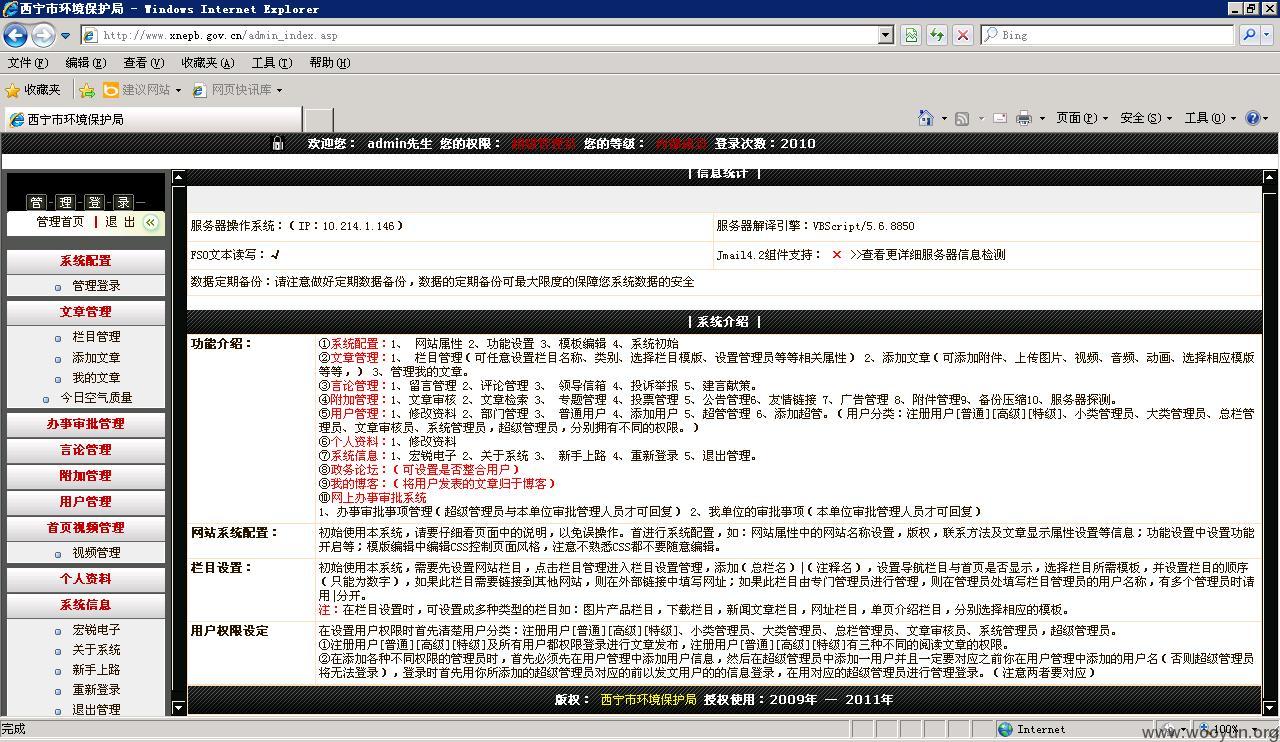 西宁市环境保护局 - Windows Internet Explorer
http://www.xnepb.gov.cn/admin_index.asp
Bing
文件(F) 编辑(E) 查看(V) 收藏夹(A) 工具(T) 帮助(H)
收藏夹 建议网站 网页快讯库
西宁市环境保护局
页面(P) 安全(S) 工具(O)
欢迎您： admin先生 您的权限： 超级管理员 您的等级： 登录次数：2010
管-理-登-录—
管理首页 | 退 出
系统配置
管理登录
文章管理
栏目管理
添加文章
我的文章
今日空气质量
办事审批管理
言论管理
附加管理
用户管理
首页视频管理
视频管理
个人资料
系统信息
宏锐电子
关于系统
新手上路
重新登录
退出管理
| 信息统计 |
服务器操作系统：（IP：10.214.1.146） 服务器解译引擎：VBScript/5.6.8850
FSO文本读写：√ Jmail4.2组件支持： × >>查看更详细服务器信息检测
数据定期备份：请注意做好定期数据备份，数据的定期备份可最大限度的保障您系统数据的安全
| 系统介绍 |
功能介绍： ①系统配置：1、 网站属性 2、功能设置 3、模板编辑 4、系统初始
②文章管理：1、 栏目管理（可任意设置栏目名称、类别、选择栏目模版、设置管理员等等相关属性） 2、添加文章（可添加附件、上传图片、视频、音频、动画、选择相应模版
等等，） 3、管理我的文章。
③言论管理：1、留言管理 2、评论管理 3、 领导信箱 4、投诉举报 5、建言献策。
④附加管理：1、文章审核 2、文章检索 3、 专题管理 4、投票管理 5、公告管理6、友情链接 7、广告管理 8、附件管理9、备份压缩10、服务器探测。
⑤用户管理：1、修改资料 2、部门管理 3、 普通用户 4、添加用户 5、超管管理 6、添加超管。（用户分类：注册用户[普通][高级][特级]、小类管理员、大类管理员、总栏管
理员、文章审核员、系统管理员，超级管理员，分别拥有不同的权限。）
⑥个人资料：1、修改资料
⑦系统信息：1、宏锐电子 2、关于系统 3、 新手上路 4、重新登录 5、退出管理。
⑧政务论坛：（可设置是否整合用户）
⑨我的博客：（将用户发表的文章归于博客）
⑩网上办事审批系统
1、办事审批事项管理（超级管理员与本单位审批管理人员才可回复） 2、我单位的审批事项（本单位审批管理人员才可回复）
网站系统配置： 初始使用本系统，请要仔细看页面中的说明，以免误操作。首进行系统配置，如：网站属性中的网站名称设置，版权，联系方法及文章显示属性设置等信息；功能设置中设置功能
开启等；模版编辑中编辑CSS控制页面风格，注意不熟悉CSS都不要随意编辑。
栏目设置： 初始使用本系统，需要先设置网站栏目，点击栏目管理进入栏目设置管理，添加（总栏名）|（注释名），设置导航栏目与首页是否显示，选择栏目所需模板，并设置栏目的顺序
（只能为数字），如果此栏目需要链接到其他网站，则在外部链接中填写网址；如果此栏目由专门管理员进行管理，则在管理员处填写栏目管理员的用户名称，有多个管理员时请
用|分开。
注：在栏目设置时，可设置成多种类型的栏目如：图片产品栏目，下载栏目，新闻文章栏目，网址栏目，单页介绍栏目，分别选择相应的模板。
用户权限设定 在设置用户权限时首先清楚用户分类：注册用户[普通][高级][特级]、小类管理员、大类管理员、总栏管理员、文章审核员、系统管理员，超级管理员。
①注册用户[普通][高级][特级]及所有用户都权限登录进行文章发布，注册用户[普通][高级][特级]有三种不同的阅读文章的权限。
②在添加各种不同权限的管理员时，首先必须先在用户管理中添加用户信息，然后在超级管理员中添加一用户并且一定要对应之前你在用户管理中添加的用户名（否则超级管理员
将无法登录），登录时首先用你所添加的超级管理员对应的前以发文用户的的信息登录，在用对应的超级管理员进行管理登录。（注意两者要对应）
版权： 西宁市环境保护局 授权使用：2009年 — 2011年
完成 Internet 100%
www.wooyun.org